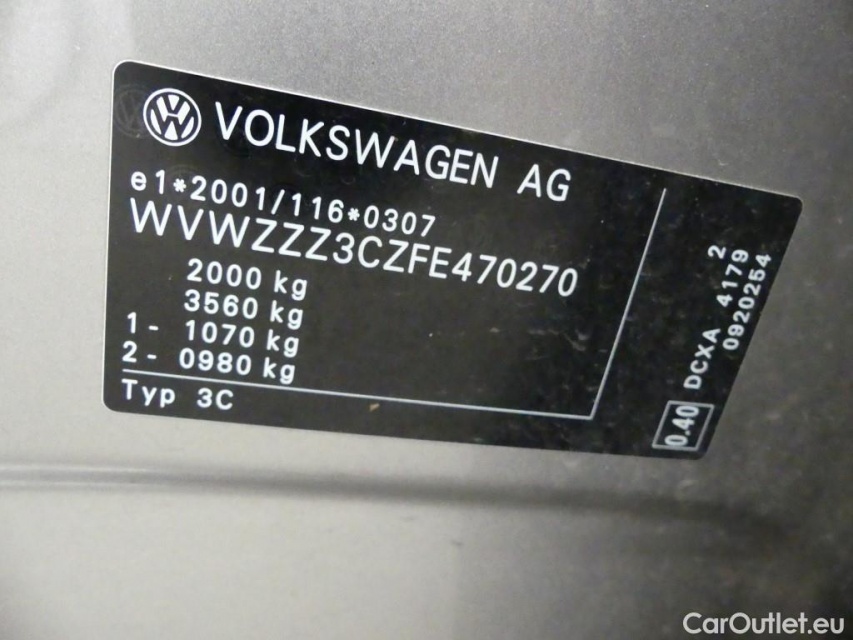 VOLKSWAGEN AG
e1*2001/116*0307
WVWZZZ3CZFE470270
2000 kg
3560 kg
1 - 1070 kg
2 - 0980 kg
Typ 3C
2
0.40 DCXA 4179
0920254
CarOutlet.eu